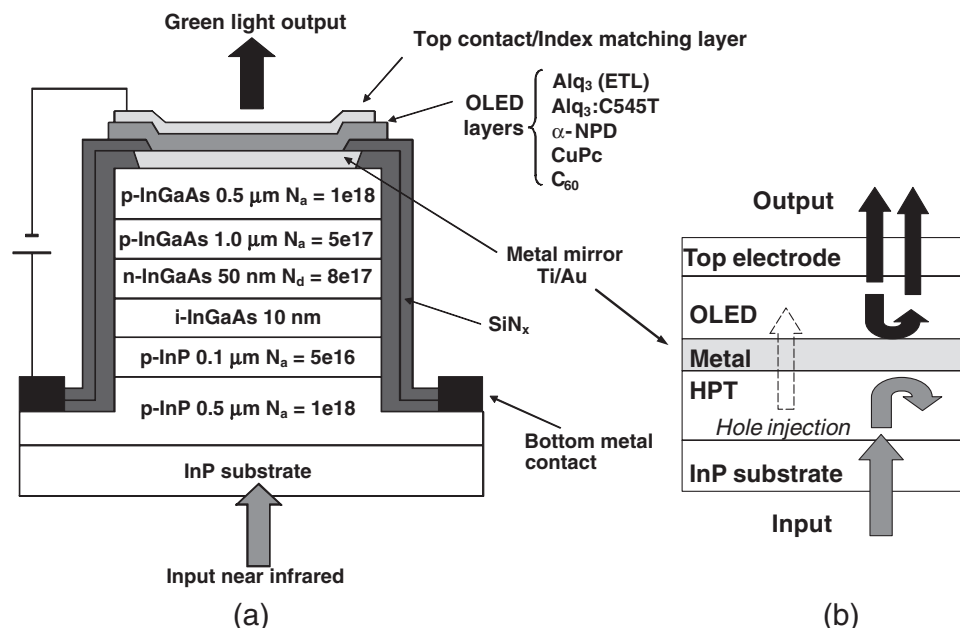 Green light output
Top contact/Index matching layer
OLED
layers
Alq₃ (ETL)
Alq₃:C545T
α-NPD
CuPc
C₆₀
p-InGaAs 0.5 μm Nₐ = 1e18
p-InGaAs 1.0 μm Nₐ = 5e17
n-InGaAs 50 nm N_d = 8e17
i-InGaAs 10 nm
p-InP 0.1 μm Nₐ = 5e16
p-InP 0.5 μm Nₐ = 1e18
InP substrate
Metal mirror
Ti/Au
SiNₓ
Bottom metal
contact
Input near infrared
(a)
Output
Top electrode
OLED
Metal
HPT
Hole injection
InP substrate
Input
(b)